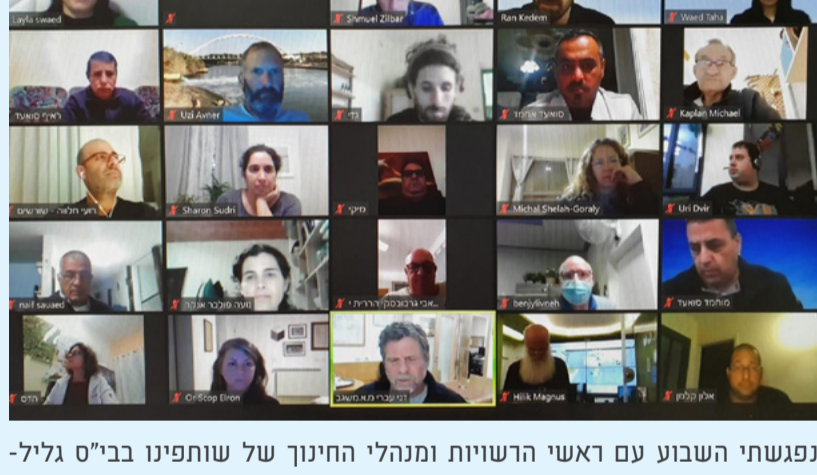 Layla swaed
Shmuel Zilbar
Ran Kedem
Waed Taha
ראיף סואעד
Uzi Avner
גדי
סואעד אחמד
Kaplan Michael
רועי חלווה - שורשים
Sharon Sudri
מיקי
Michal Shelah-Goraly
Uri Dvir
naif sauaed
נועה פולבר אנקה
אבי גרבובסקי הררית י...
benjylivneh
מוחמד סואעד
הדס
Or Scop Elron
דני עברי מ.א.משגב
Hilik Magnus
אלון קלמן
נפגשתי השבוע עם ראשי הרשויות ומנהלי החינוך של שותפינו בבי"ס גליל-